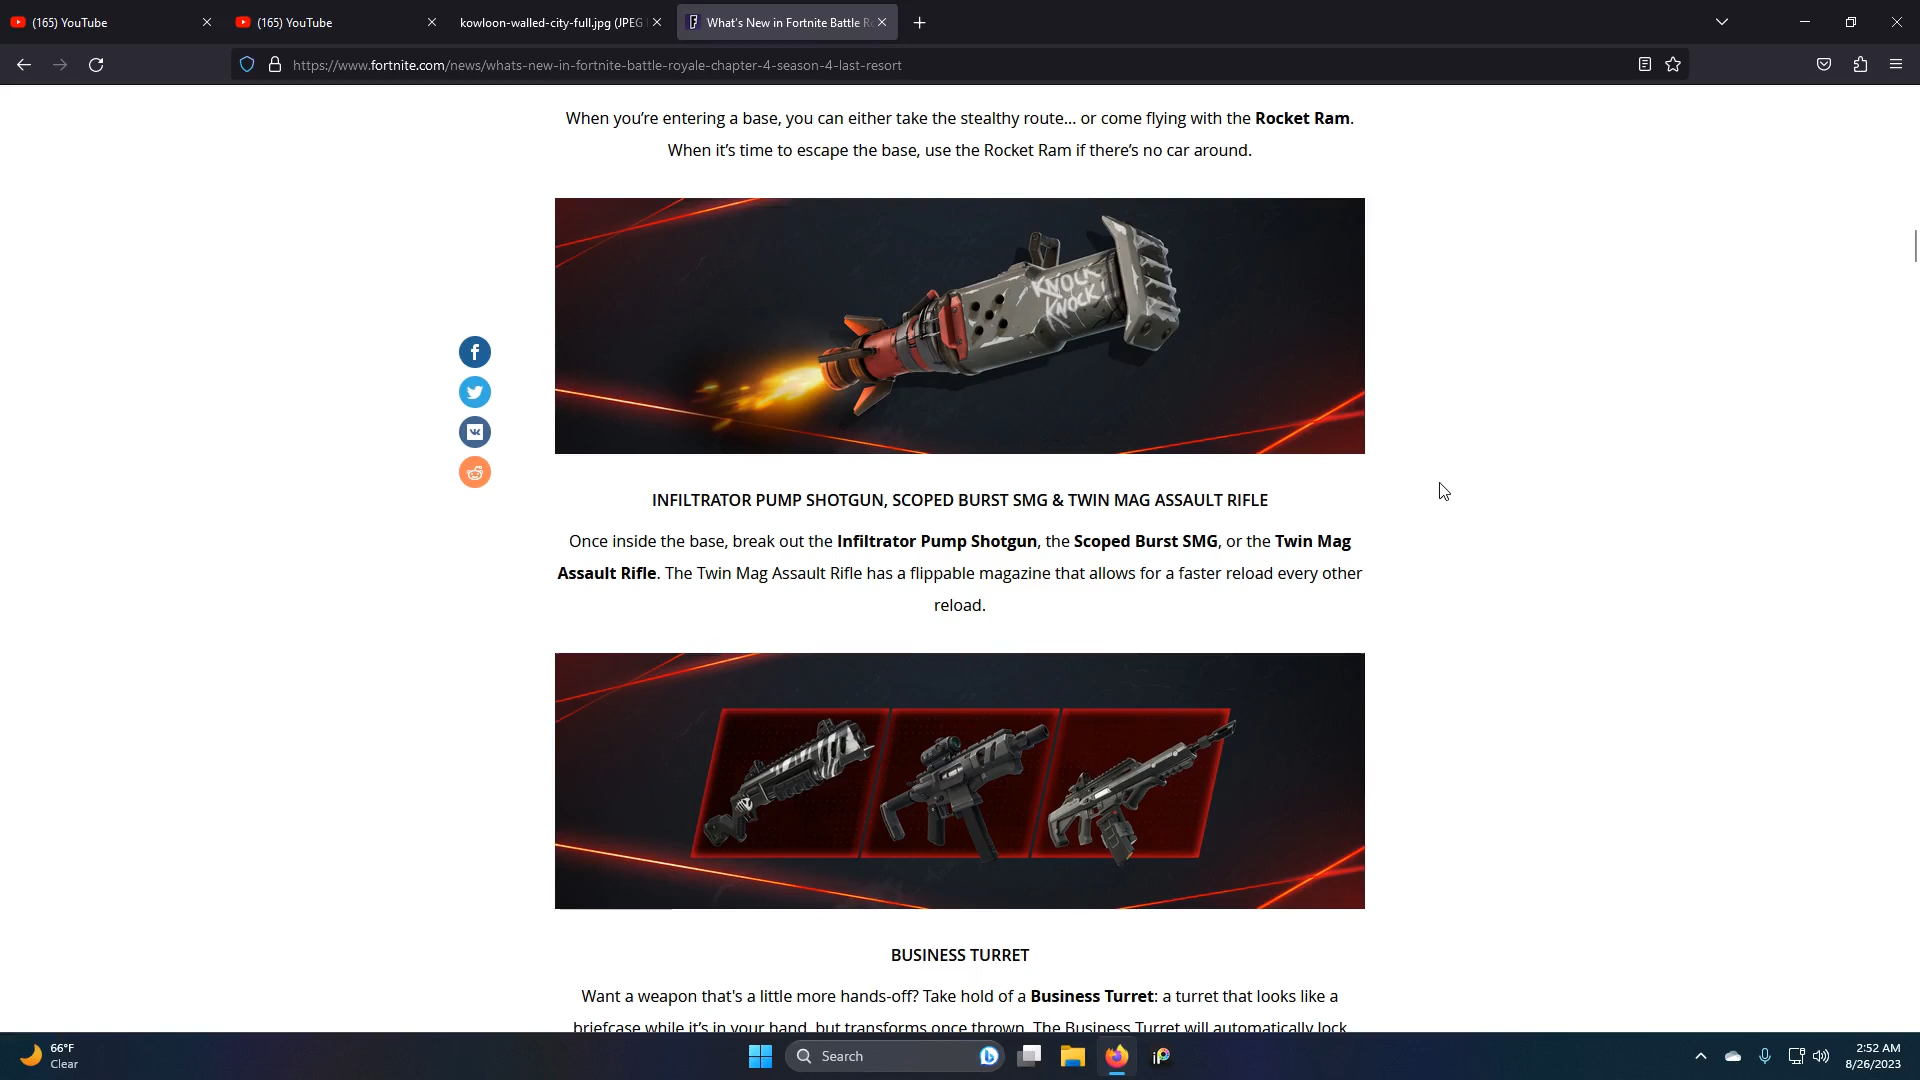 (165) YouTube
(165) YouTube
kowloon-walled-city-full.jpg (JPEG
What's New in Fortnite Battle Ro
https://www.fortnite.com/news/whats-new-in-fortnite-battle-royale-chapter-4-season-4-last-resort
When you're entering a base, you can either take the stealthy route... or come flying with the Rocket Ram.
When it's time to escape the base, use the Rocket Ram if there's no car around.
KNOCK
KNOCK!
INFILTRATOR PUMP SHOTGUN, SCOPED BURST SMG & TWIN MAG ASSAULT RIFLE
Once inside the base, break out the Infiltrator Pump Shotgun, the Scoped Burst SMG, or the Twin Mag
Assault Rifle. The Twin Mag Assault Rifle has a flippable magazine that allows for a faster reload every other
reload.
BUSINESS TURRET
Want a weapon that's a little more hands-off? Take hold of a Business Turret: a turret that looks like a
briefcase while it's in your hand, but transforms once thrown. The Business Turret will automatically lock
66°F
Clear
Search
2:52 AM
8/26/2023